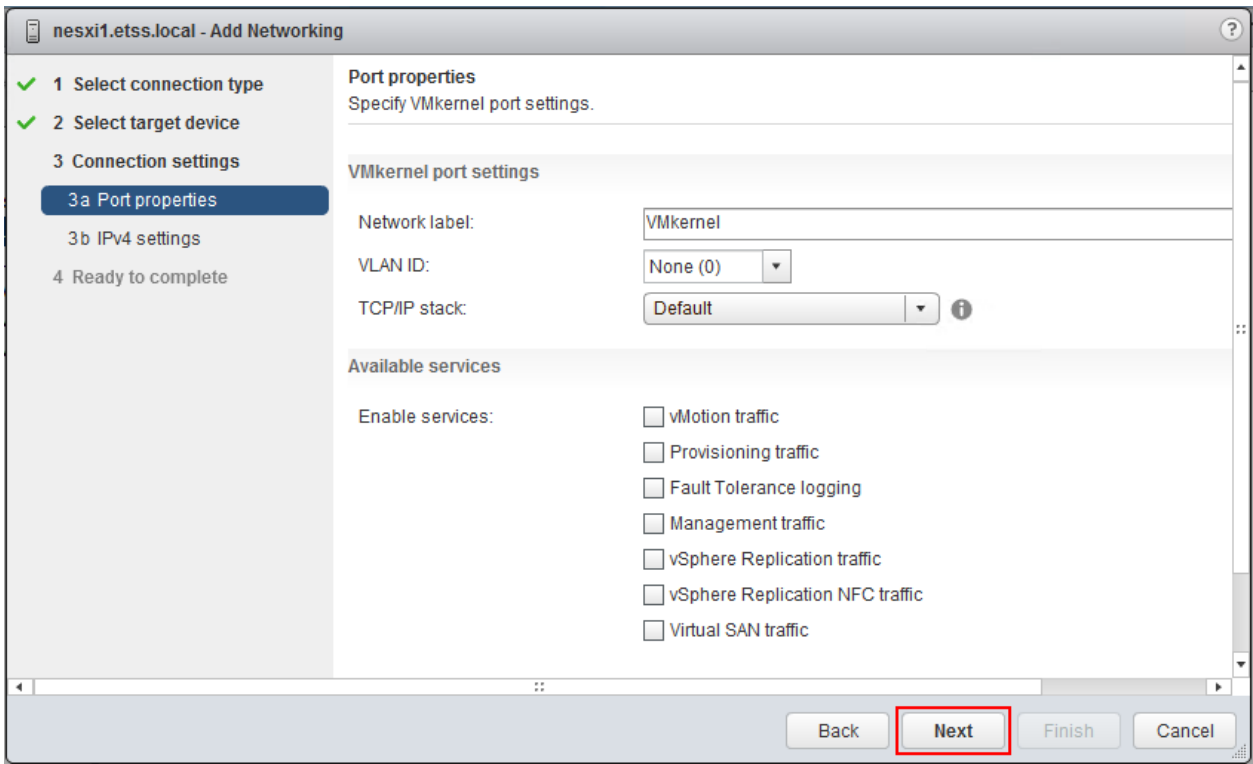 nesxi1.etss.local - Add Networking
?
1 Select connection type
2 Select target device
3 Connection settings
3a Port properties
3b IPv4 settings
4 Ready to complete
Port properties
Specify VMkernel port settings.
VMkernel port settings
Network label: VMkernel
VLAN ID: None (0)
TCP/IP stack: Default
Available services
Enable services: vMotion traffic
Provisioning traffic
Fault Tolerance logging
Management traffic
vSphere Replication traffic
vSphere Replication NFC traffic
Virtual SAN traffic
Back Next Finish Cancel